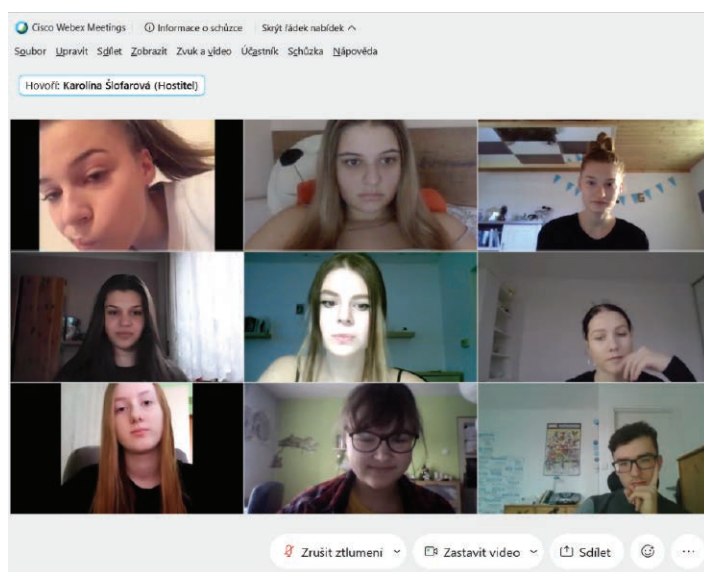 Cisco Webex Meetings Informace o schůzce Skrýt řádek nabídek
Soubor Upravit Sdílet Zobrazit Zvuk a video Účastník Schůzka Nápověda
Hovoří: Karolína Šlofarová (Hostitel)
Zrušit ztlumení Zastavit video Sdílet